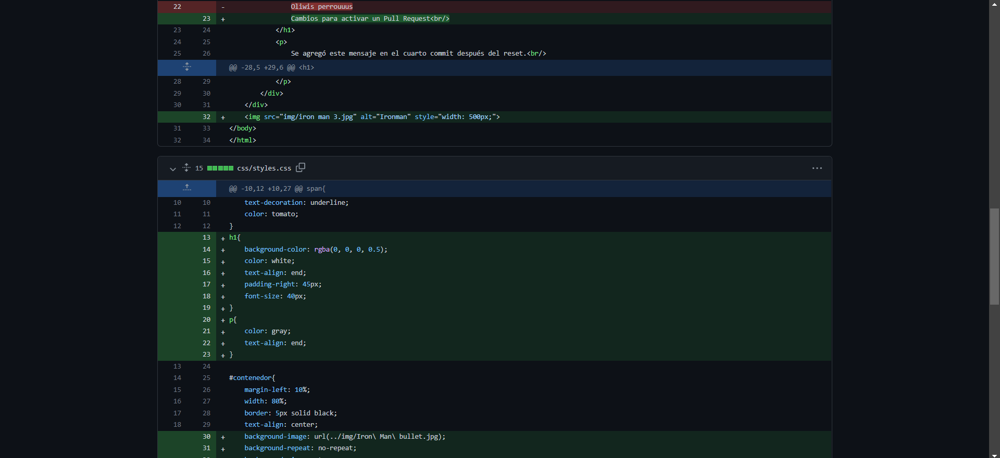 22 - Oliwis perrouuus
23 + Cambios para activar un Pull Request<br/>
23 24 </h1>
24 25 <p>
25 26 Se agregó este mensaje en el cuarto commit después del reset.<br/>
@@ -28,5 +29,6 @@ <h1>
28 29 </p>
29 30 </div>
30 31 </div>
32 + <img src="img/iron man 3.jpg" alt="Ironman" style="width: 500px;">
31 33 </body>
32 34 </html>
15 css/styles.css
@@ -10,12 +10,27 @@ span{
10 10 text-decoration: underline;
11 11 color: tomato;
12 12 }
13 + h1{
14 + background-color: rgba(0, 0, 0, 0.5);
15 + color: white;
16 + text-align: end;
17 + padding-right: 45px;
18 + font-size: 40px;
19 + }
20 + p{
21 + color: gray;
22 + text-align: end;
23 + }
13 24
14 25 #contenedor{
15 26 margin-left: 10%;
16 27 width: 80%;
17 28 border: 5px solid black;
18 29 text-align: center;
30 + background-image: url(../img/Iron\ Man\ bullet.jpg);
31 + background-repeat: no-repeat;